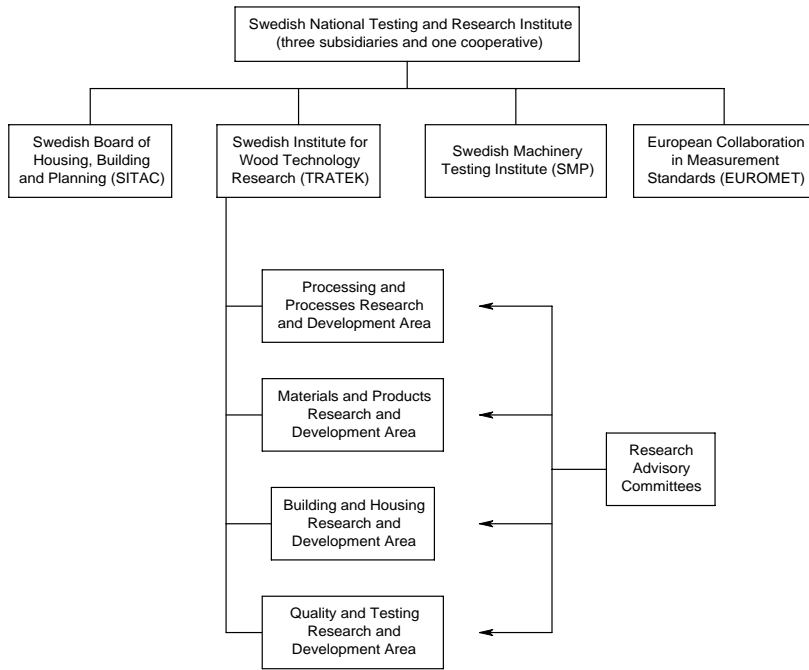 Swedish National Testing and Research Institute
(three subsidiaries and one cooperative)
Swedish Board of
Housing, Building
and Planning (SITAC)
Swedish Institute for
Wood Technology
Research (TRATEK)
Swedish Machinery
Testing Institute (SMP)
European Collaboration
in Measurement
Standards (EUROMET)
Processing and
Processes Research
and Development Area
Materials and Products
Research and
Development Area
Research
Advisory
Committees
Building and Housing
Research and
Development Area
Quality and Testing
Research and
Development Area